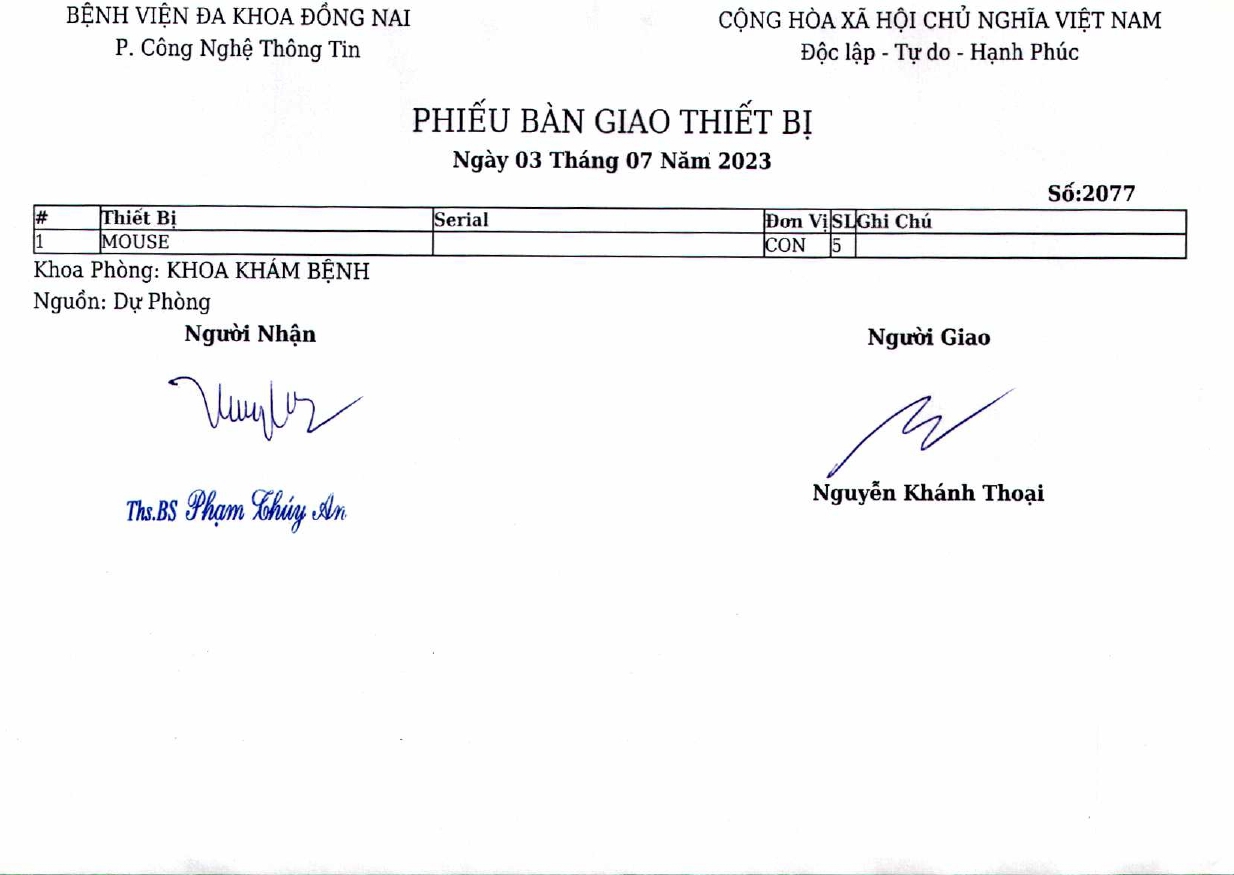 BỆNH VIỆN ĐA KHOA ĐỒNG NAI
P. Công Nghệ Thông Tin
CỘNG HÒA XÃ HỘI CHỦ NGHĨA VIỆT NAM
Độc lập - Tự do - Hạnh Phúc
PHIẾU BÀN GIAO THIẾT BỊ
Ngày 03 Tháng 07 Năm 2023
Số:2077
# Thiết Bị Serial Đơn Vị SL Ghi Chú
1 MOUSE CON 5
Khoa Phòng: KHOA KHÁM BỆNH
Nguồn: Dự Phòng
Người Nhận Người Giao
Ths.BS Phạm Thúy An
Nguyễn Khánh Thoại